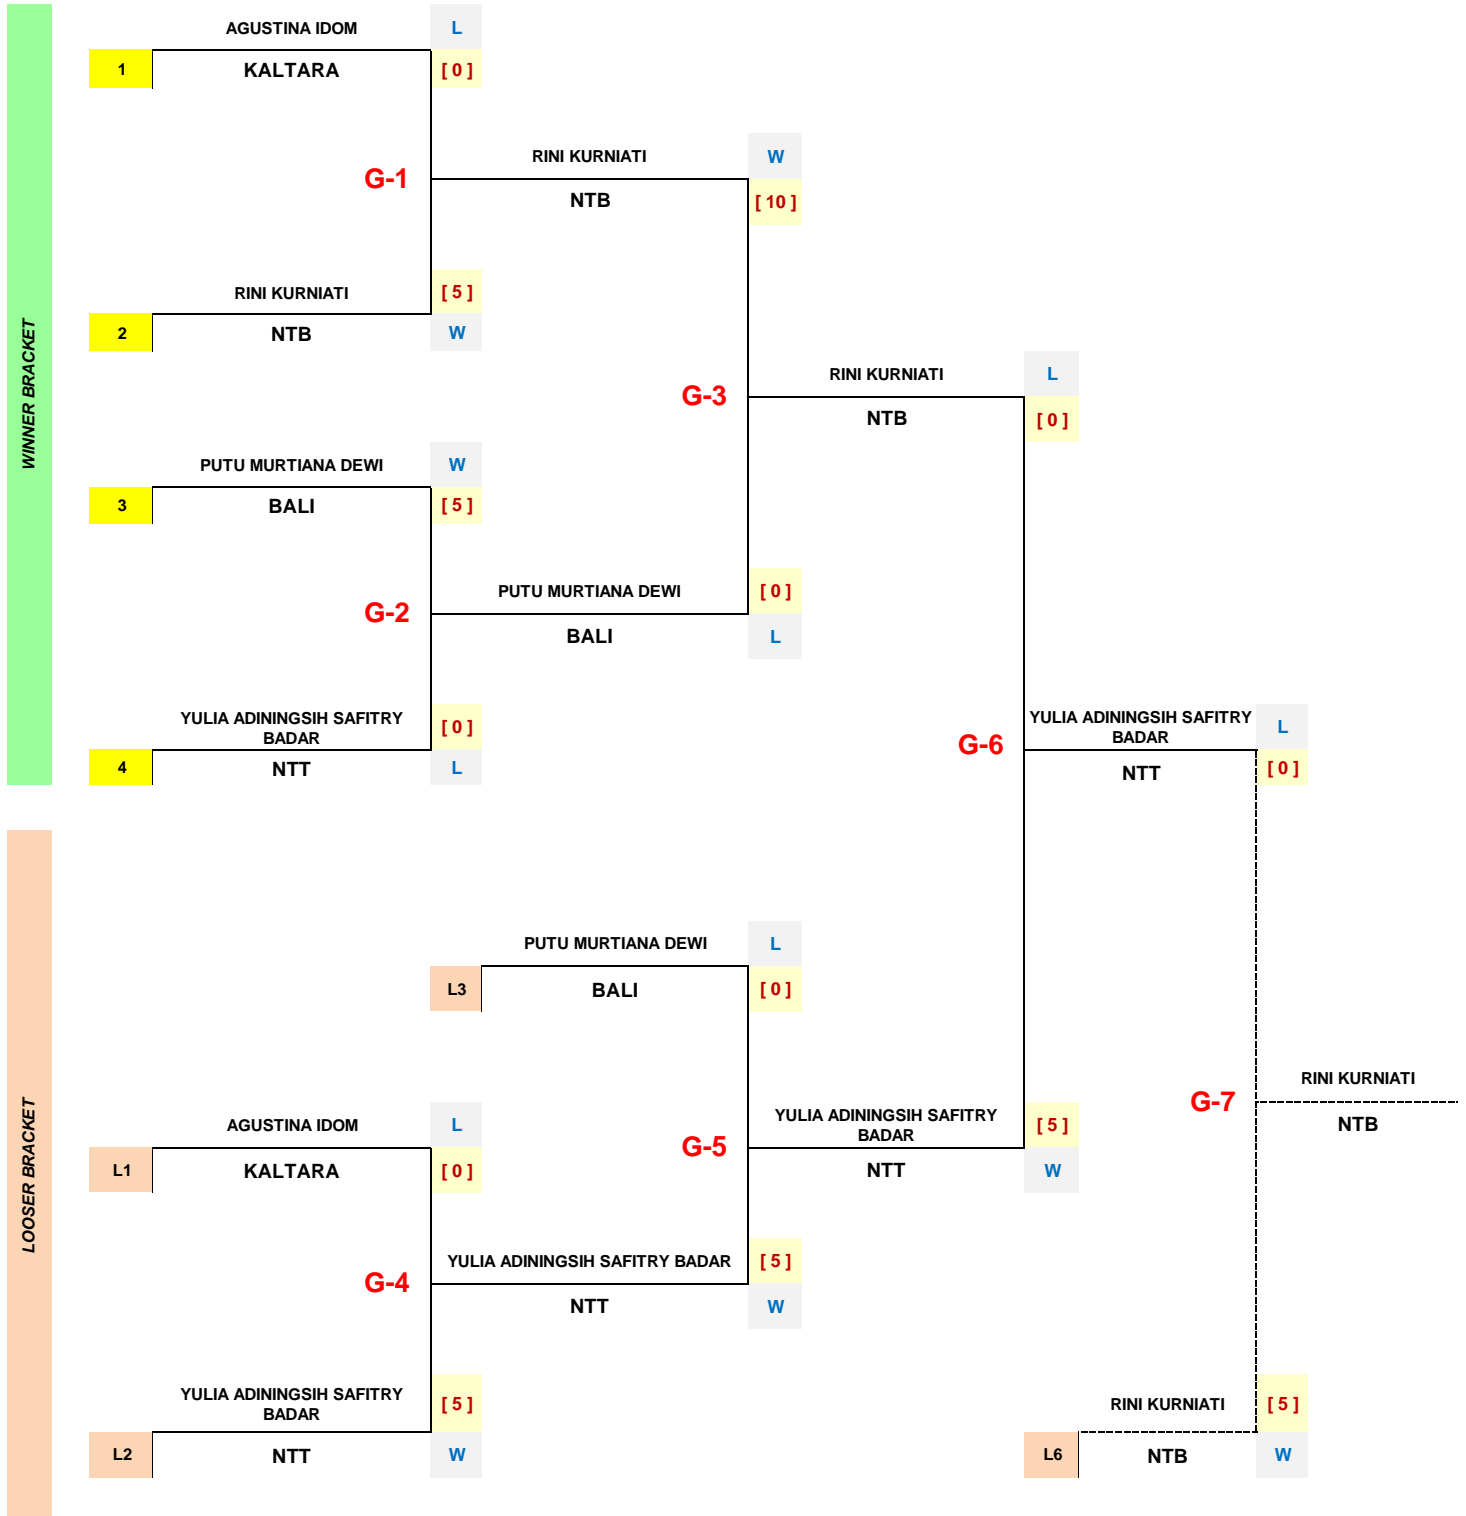 WINNER BRACKET
AGUSTINA IDOM
L
1
KALTARA
[ 0 ]
G-1
RINI KURNIATI
W
NTB
[ 10 ]
RINI KURNIATI
[ 5 ]
2
NTB
W
G-3
RINI KURNIATI
L
NTB
[ 0 ]
PUTU MURTIANA DEWI
W
3
BALI
[ 5 ]
G-2
PUTU MURTIANA DEWI
[ 0 ]
BALI
L
YULIA ADININGSIH SAFITRY
BADAR
[ 0 ]
4
NTT
L
G-6
YULIA ADININGSIH SAFITRY
BADAR
L
NTT
[ 0 ]
LOOSER BRACKET
PUTU MURTIANA DEWI
L
L3
BALI
[ 0 ]
G-7
RINI KURNIATI
NTB
AGUSTINA IDOM
L
L1
KALTARA
[ 0 ]
G-5
YULIA ADININGSIH SAFITRY
BADAR
[ 5 ]
NTT
W
G-4
YULIA ADININGSIH SAFITRY BADAR
[ 5 ]
NTT
W
YULIA ADININGSIH SAFITRY
BADAR
[ 5 ]
L2
NTT
W
RINI KURNIATI
[ 5 ]
L6
NTB
W